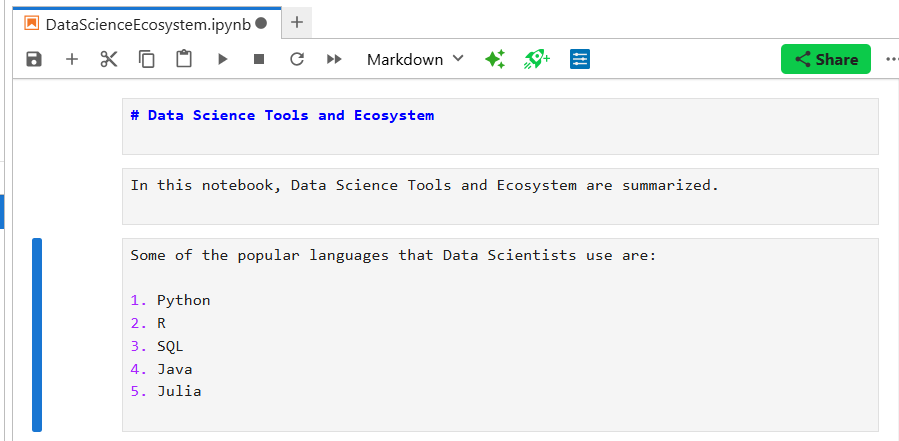 DataScienceEcosystem.ipynb
Markdown
Share
# Data Science Tools and Ecosystem
In this notebook, Data Science Tools and Ecosystem are summarized.
Some of the popular languages that Data Scientists use are:
1. Python
2. R
3. SQL
4. Java
5. Julia